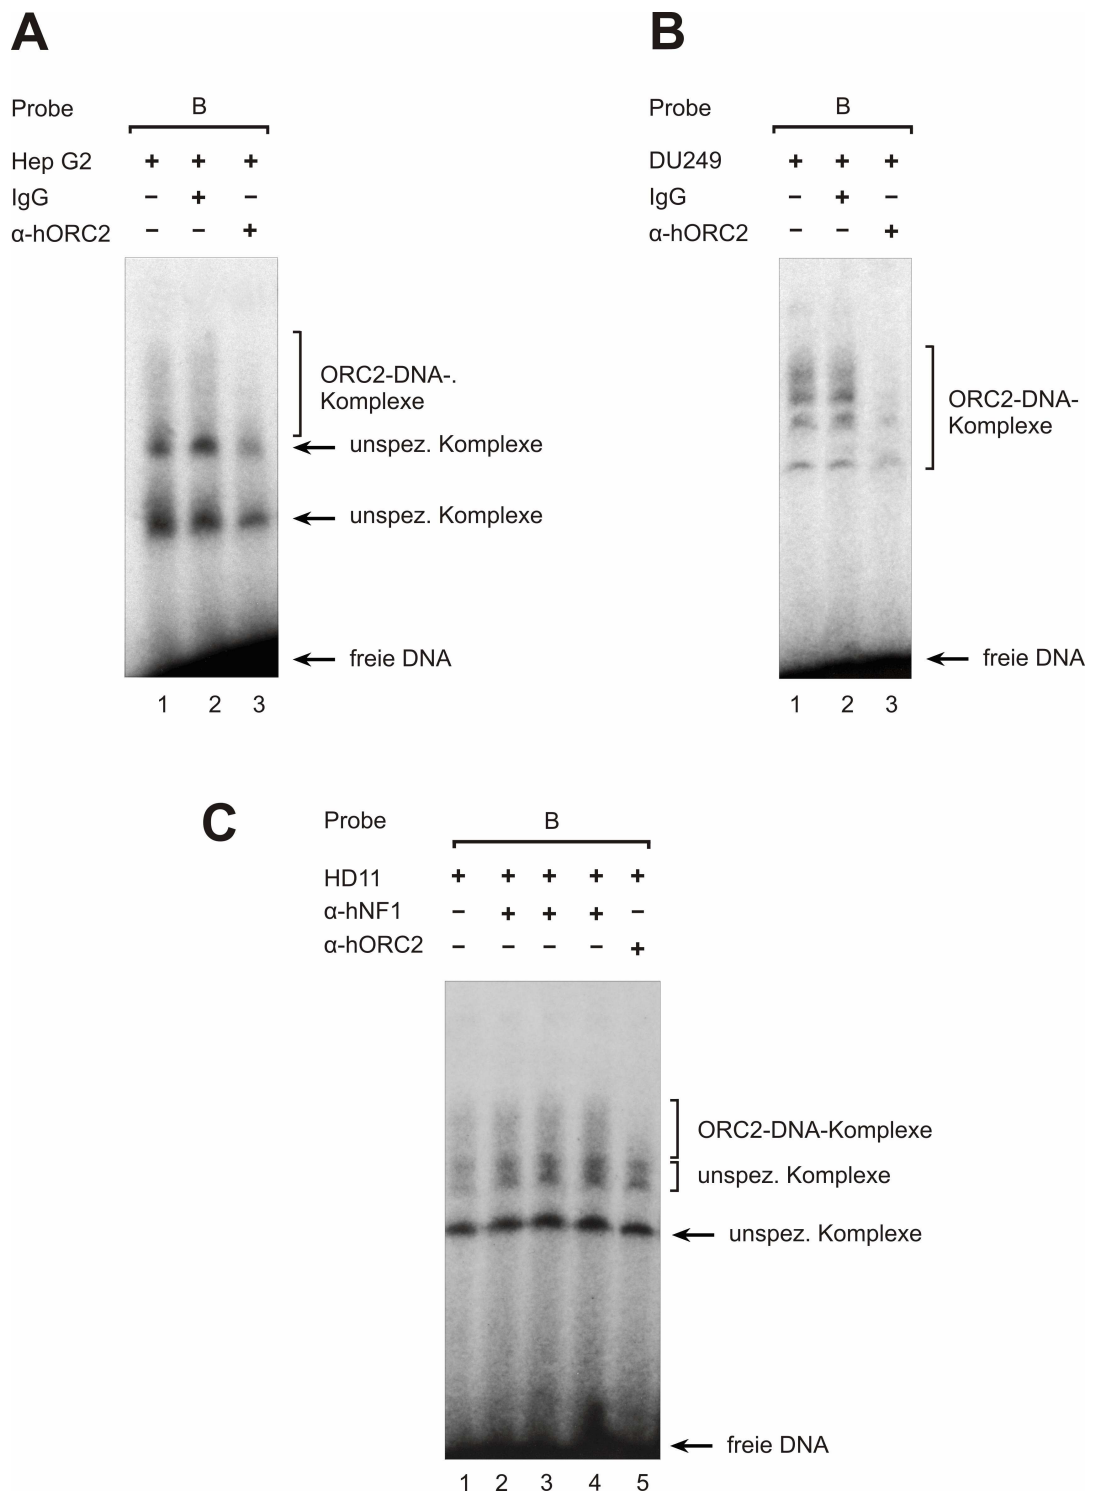 A
Probe B
Hep G2 + + +
IgG − + −
α-hORC2 − − +
ORC2-DNA-.
Komplexe
unspez. Komplexe
unspez. Komplexe
freie DNA
1 2 3
B
Probe B
DU249 + + +
IgG − + −
α-hORC2 − − +
ORC2-DNA-
Komplexe
freie DNA
1 2 3
C
Probe B
HD11 + + + + +
α-hNF1 − + + + −
α-hORC2 − − − − +
ORC2-DNA-Komplexe
unspez. Komplexe
unspez. Komplexe
freie DNA
1 2 3 4 5